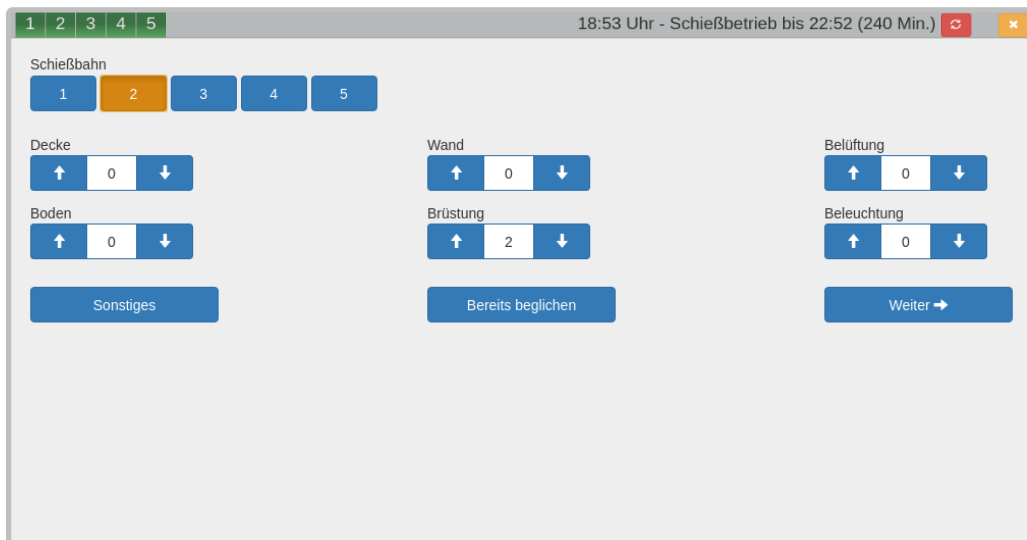 1 2 3 4 5 18:53 Uhr - Schießbetrieb bis 22:52 (240 Min.)
Schießbahn
1 2 3 4 5
Decke Wand Belüftung
0 0 0
Boden Brüstung Beleuchtung
0 2 0
Sonstiges Bereits beglichen Weiter